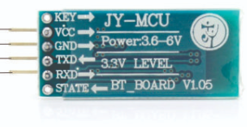 KEY JY-MCU
VCC
GND Power:3.6-6V
TXD
RXD 3.3V LEVEL
STATE BT_BOARD V1.05